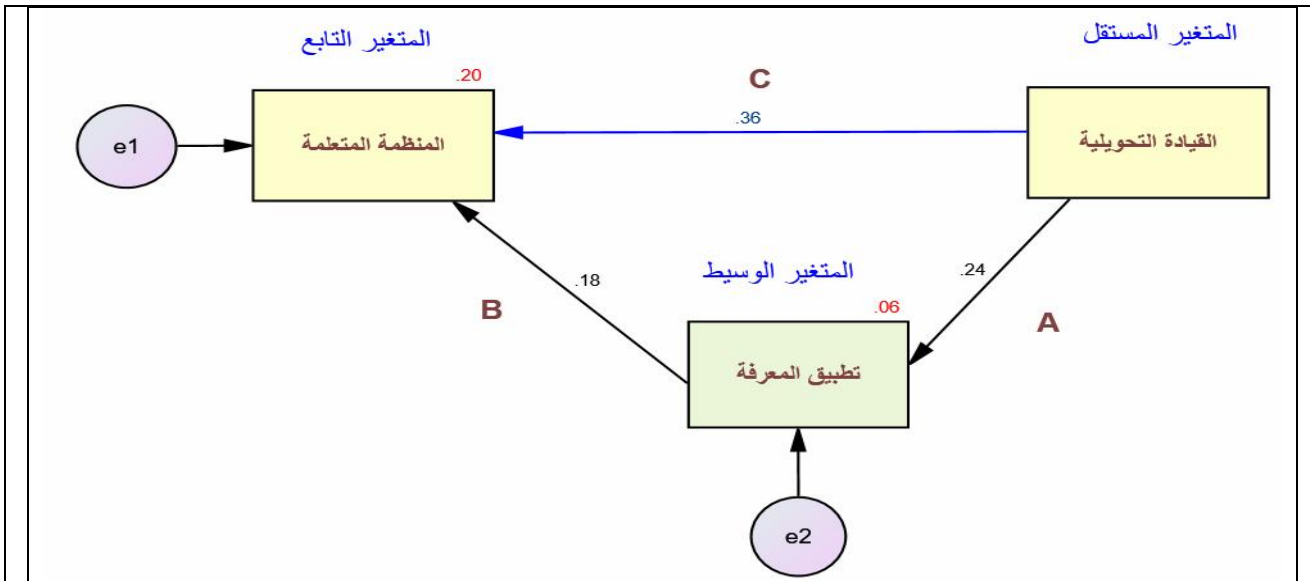 المتغير المستقل
المتغير التابع
.20
C
.36
القيادة التحويلية
المنظمة المتعلمة
e1
المتغير الوسيط
.24
.18
B
A
.06
تطبيق المعرفة
e2